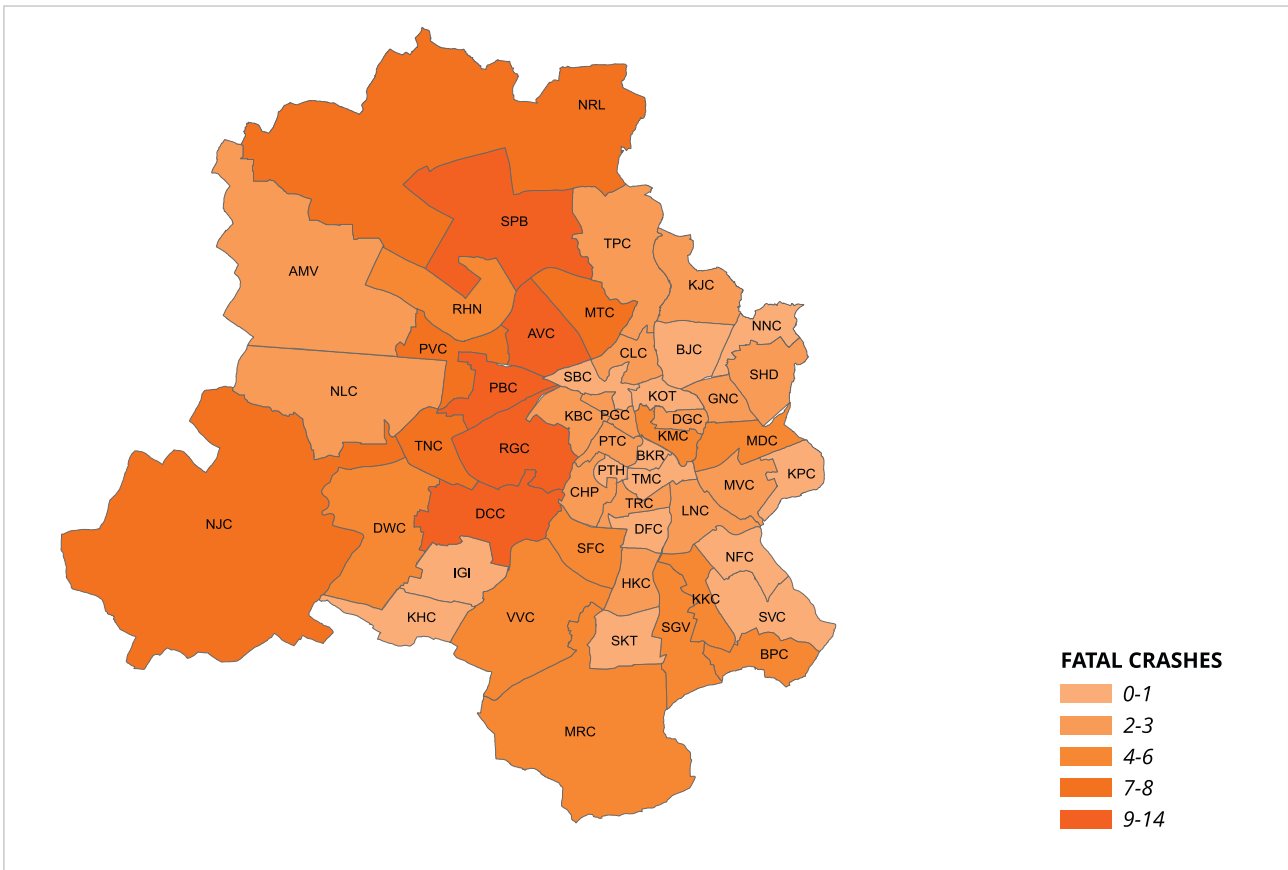 NRL
SPB
TPC
AMV
KJC
RHN
MTC
NNC
AVC
PVC
CLC
BJC
SHD
SBC
PBC
NLC
KOT
GNC
KBC
PGC
DGC
KMC
MDC
PTC
TNC
RGC
BKR
PTH
TMC
KPC
MVC
CHP
TRC
LNC
DCC
NJC
DWC
DFC
SFC
NFC
IGI
HKC
KKC
KHC
VVC
SVC
SGV
SKT
BPC
MRC
FATAL CRASHES
0-1
2-3
4-6
7-8
9-14